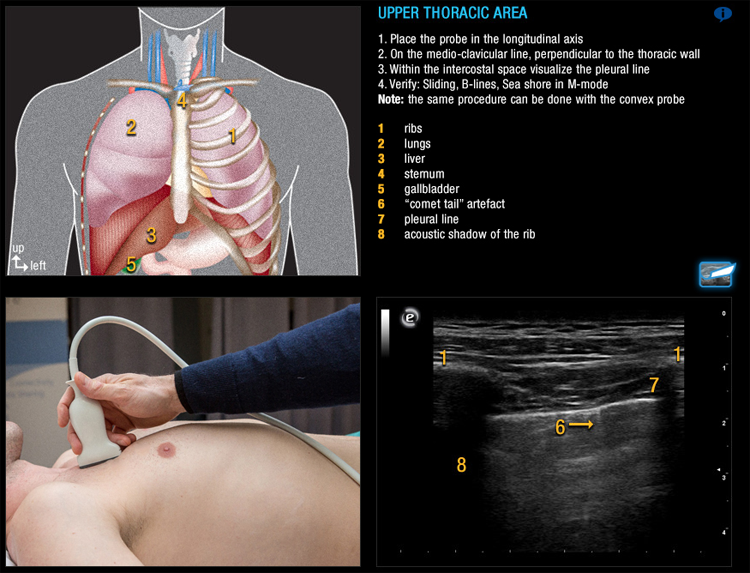 UPPER THORACIC AREA
i
1. Place the probe in the longitudinal axis
2. On the medio-clavicular line, perpendicular to the thoracic wall
3. Within the intercostal space visualize the pleural line
4. Verify: Sliding, B-lines, Sea shore in M-mode
Note: the same procedure can be done with the convex probe
1 ribs
2 lungs
3 liver
4 sternum
5 gallbladder
6 “comet tail” artefact
7 pleural line
8 acoustic shadow of the rib
4
2
1
3
5
up
left
e
0
1
1
1
7
6
2
8
3
4